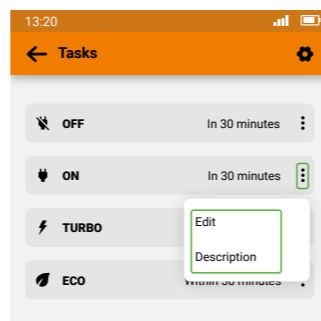 13:20
Tasks
OFF In 30 minutes
ON In 30 minutes
Edit
TURBO
Description
ECO Within 30 minutes